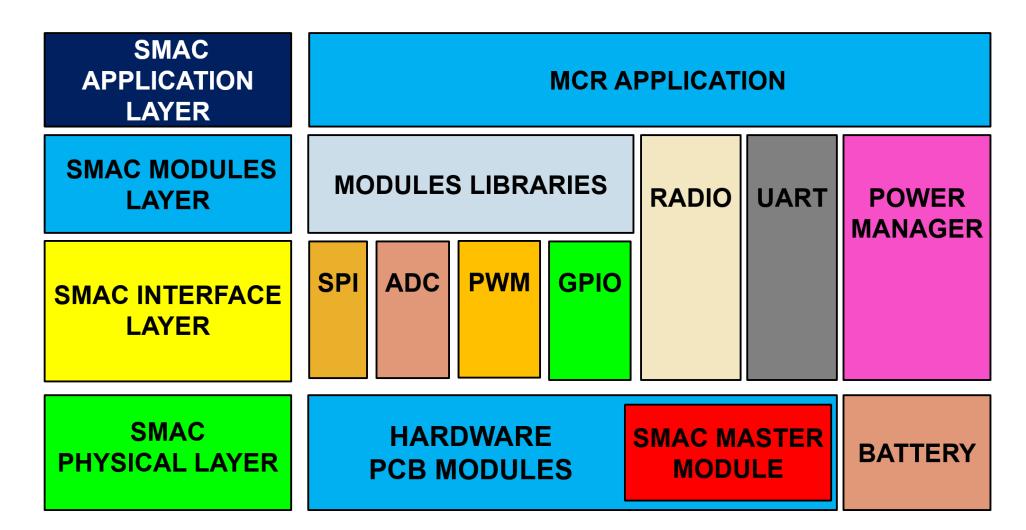 SMAC
APPLICATION
LAYER
MCR APPLICATION
SMAC MODULES
LAYER
MODULES LIBRARIES
RADIO
UART
POWER
MANAGER
SMAC INTERFACE
LAYER
SPI
ADC
PWM
GPIO
SMAC
PHYSICAL LAYER
HARDWARE
PCB MODULES
SMAC MASTER
MODULE
BATTERY